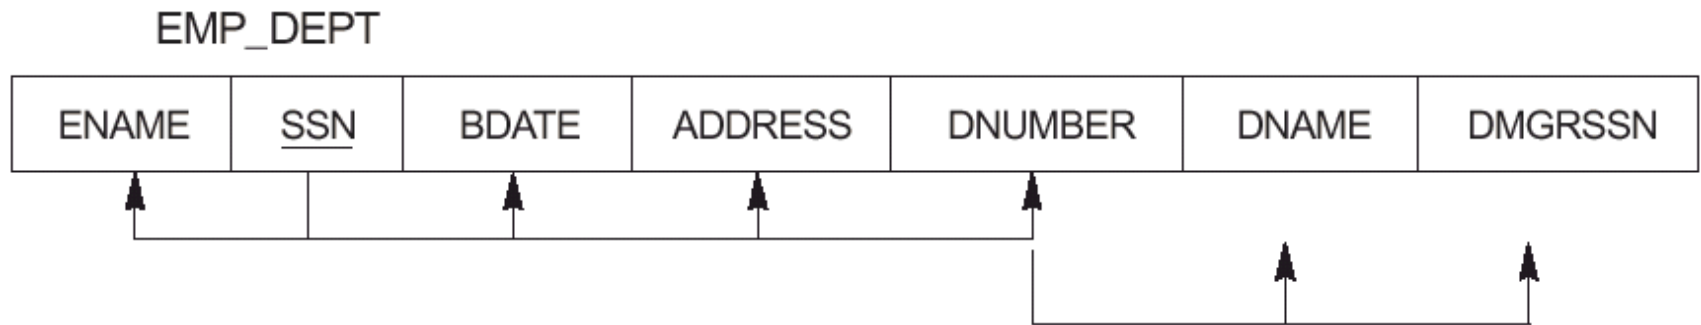 EMP_DEPT
ENAME SSN BDATE ADDRESS DNUMBER DNAME DMGRSSN